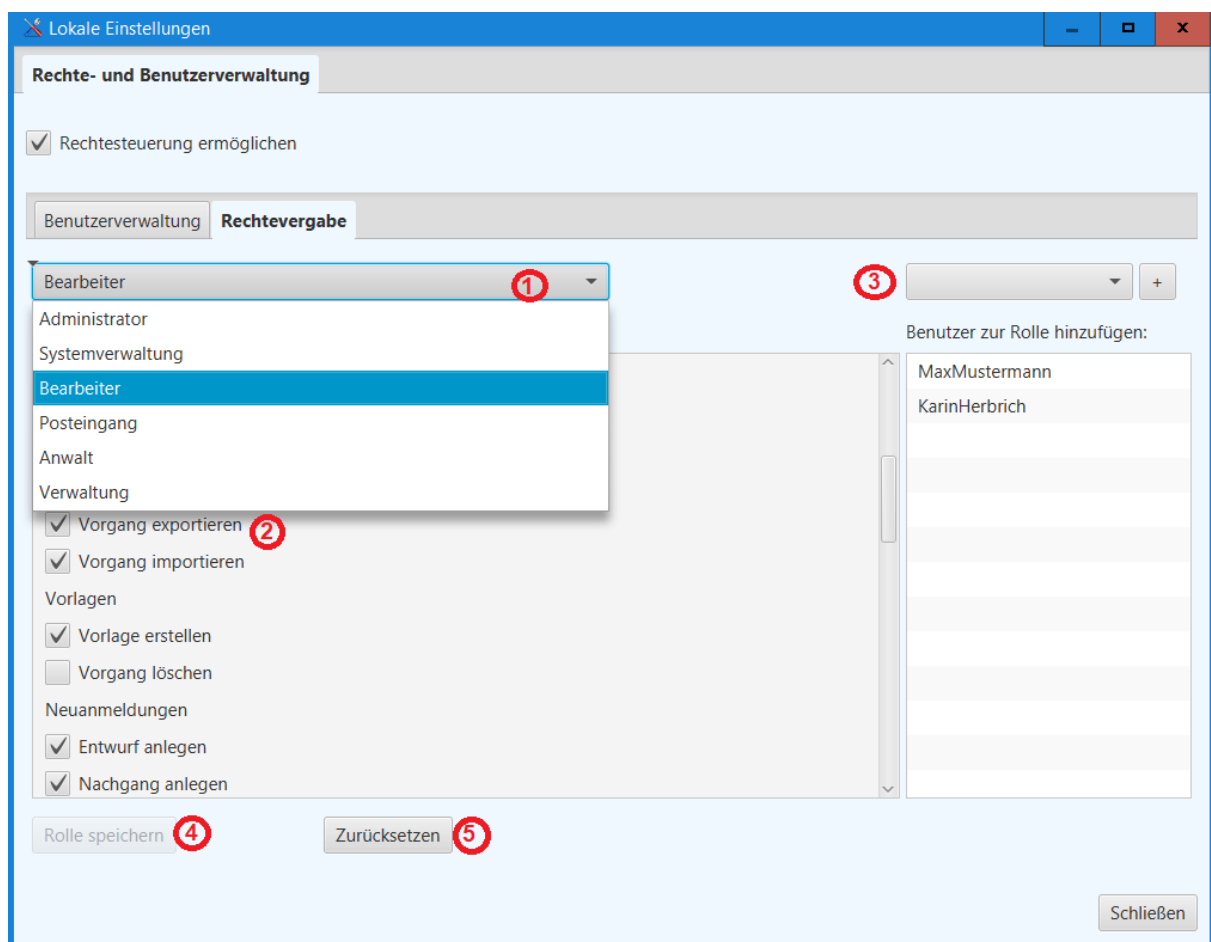 Lokale Einstellungen
Rechte- und Benutzerverwaltung
Rechtesteuerung ermöglichen
Benutzerverwaltung Rechtevergabe
Bearbeiter 1 3 +
Administrator
Benutzer zur Rolle hinzufügen:
Systemverwaltung
MaxMustermann
Bearbeiter
KarinHerbrich
Posteingang
Anwalt
Verwaltung
Vorgang exportieren 2
Vorgang importieren
Vorlagen
Vorlage erstellen
Vorgang löschen
Neuanmeldungen
Entwurf anlegen
Nachgang anlegen
Rolle speichern 4 Zurücksetzen 5
Schließen